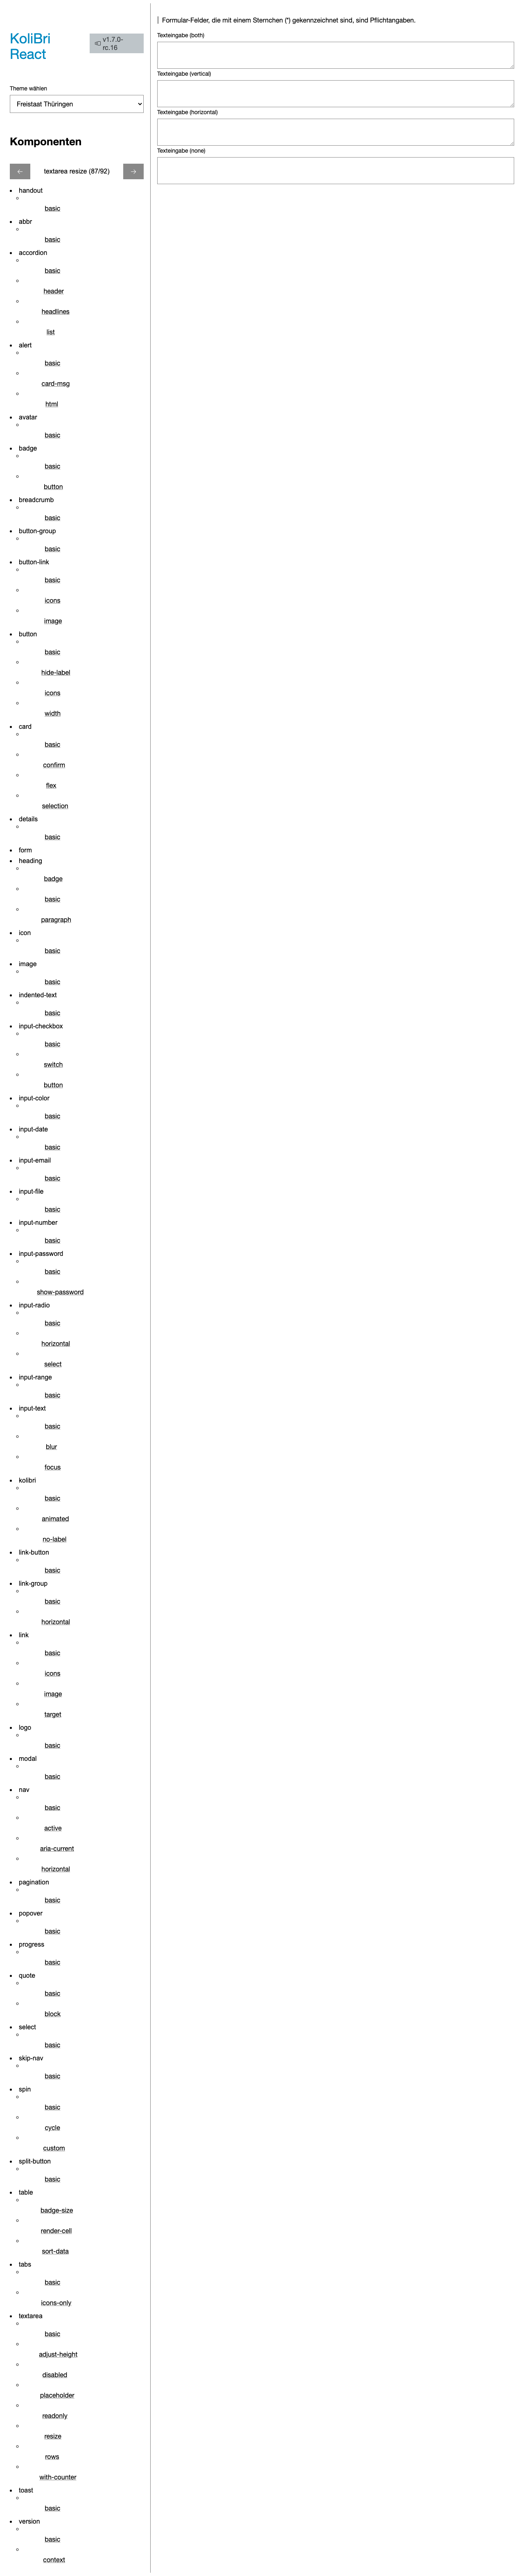 KoliBri
React
v1.7.0-
rc.16
Theme wählen
Freistaat Thüringen
Komponenten
textarea resize (87/92)
handout
basic
abbr
basic
accordion
basic
header
headlines
list
alert
basic
card-msg
html
avatar
basic
badge
basic
button
breadcrumb
basic
button-group
basic
button-link
basic
icons
image
button
basic
hide-label
icons
width
card
basic
confirm
flex
selection
details
basic
form
heading
badge
basic
paragraph
icon
basic
image
basic
indented-text
basic
input-checkbox
basic
switch
button
input-color
basic
input-date
basic
input-email
basic
input-file
basic
input-number
basic
input-password
basic
show-password
input-radio
basic
horizontal
select
input-range
basic
input-text
basic
blur
focus
kolibri
basic
animated
no-label
link-button
basic
link-group
basic
horizontal
link
basic
icons
image
target
logo
basic
modal
basic
nav
basic
active
aria-current
horizontal
pagination
basic
popover
basic
progress
basic
quote
basic
block
select
basic
skip-nav
basic
spin
basic
cycle
custom
split-button
basic
table
badge-size
render-cell
sort-data
tabs
basic
icons-only
textarea
basic
adjust-height
disabled
placeholder
readonly
resize
rows
with-counter
toast
basic
version
basic
context
Formular-Felder, die mit einem Sternchen (*) gekennzeichnet sind, sind Pflichtangaben.
Texteingabe (both)
Texteingabe (vertical)
Texteingabe (horizontal)
Texteingabe (none)